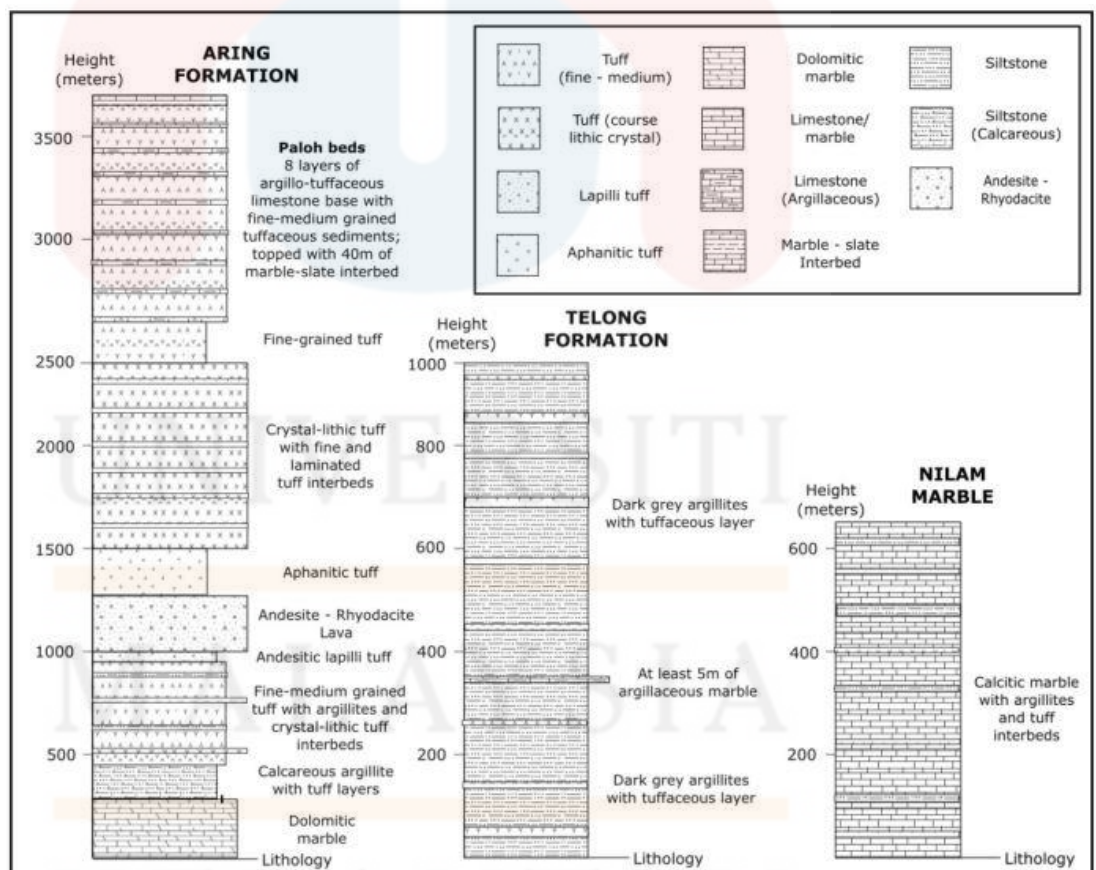 ARING
FORMATION
Height
(meters)
3500
3000
2500
2000
1500
1000
500
Paloh beds
8 layers of
argillo-tuffaceous
limestone base with
fine-medium grained
tuffaceous sediments;
topped with 40m of
marble-slate interbed
Fine-grained tuff
Crystal-lithic tuff
with fine and
laminated
tuff interbeds
Aphanitic tuff
Andesite - Rhyodacite
Lava
Andesitic lapilli tuff
Fine-medium grained
tuff with argillites and
crystal-lithic tuff
interbeds
Calcareous argillite
with tuff layers
Dolomitic
marble
Lithology
Tuff
(fine - medium)
Tuff (course
lithic crystal)
Lapilli tuff
Aphanitic tuff
Dolomitic
marble
Limestone/
marble
Limestone
(Argillaceous)
Marble - slate
Interbed
Siltstone
Siltstone
(Calcareous)
Andesite -
Rhyodacite
TELONG
FORMATION
Height
(meters)
1000
800
600
400
200
Dark grey argillites
with tuffaceous layer
At least 5m of
argillaceous marble
Dark grey argillites
with tuffaceous layer
Lithology
NILAM
MARBLE
Height
(meters)
600
400
200
Calcitic marble
with argillites
and tuff
interbeds
Lithology
UNIVERSITI
MALAYSIA